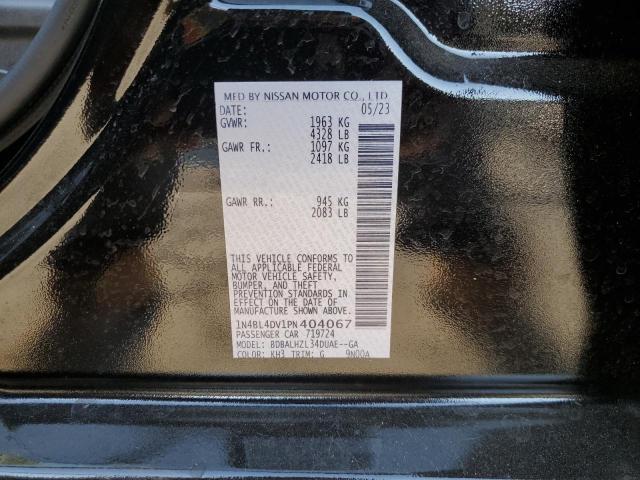 MFD BY NISSAN MOTOR CO., LTD
DATE: 05/23
GVWR: 1963 KG
4328 LB
GAWR FR.: 1097 KG
2418 LB
GAWR RR.: 945 KG
2083 LB
THIS VEHICLE CONFORMS TO
ALL APPLICABLE FEDERAL
MOTOR VEHICLE SAFETY,
BUMPER, AND THEFT
PREVENTION STANDARDS IN
EFFECT ON THE DATE OF
MANUFACTURE SHOWN ABOVE.
1N4BL4DV1PN404067
PASSENGER CAR 719724
MODEL: BDBALHZL34DUAE--GA
COLOR: KH3 TRIM: G 9N00A